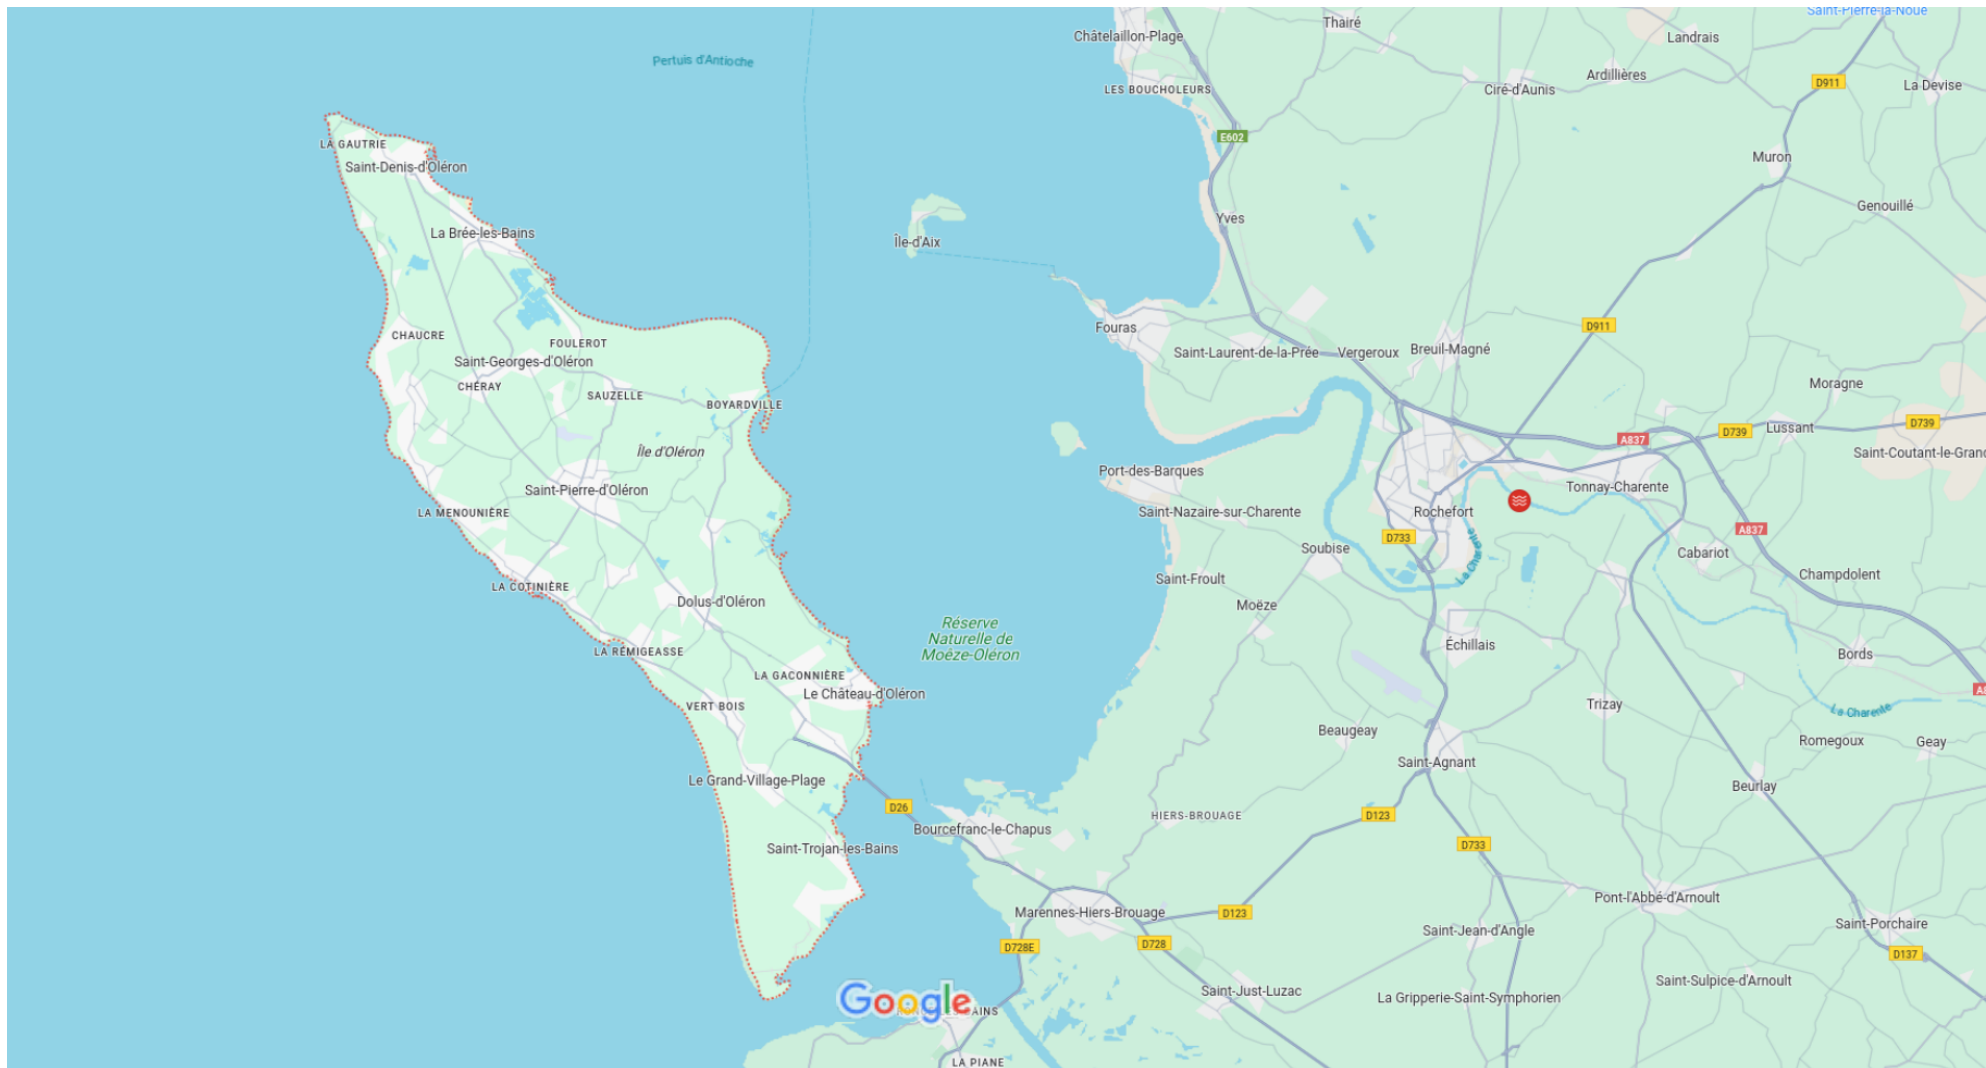 Saint-Pierre-la-Noue
Thairé
Châtelaillon-Plage
Landrais
Pertuis d'Antioche
Ardillières
D911
La Devise
LES BOUCHOLEURS
Ciré-d'Aunis
E602
LA GAUTRIE
Muron
Saint-Denis-d'Oléron
Genouillé
Yves
La Brée-les-Bains
Île-d'Aix
D911
Fouras
CHAUCRE
FOULEROT
Saint-Laurent-de-la-Prée
Vergeroux
Breuil-Magné
Saint-Georges-d'Oléron
CHÉRAY
Moragne
SAUZELLE
BOYARDVILLE
D739
Lussant
D739
A837
Île d'Oléron
Saint-Coutant-le-Grand
Port-des-Barques
Saint-Pierre-d'Oléron
Tonnay-Charente
LA MENOUNIÈRE
Saint-Nazaire-sur-Charente
Rochefort
A837
D733
Soubise
Cabariot
La Charente
Saint-Froult
Champdolent
LA COTINIÈRE
Dolus-d'Oléron
Moëze
Réserve
Naturelle de
Moëze-Oléron
Échillais
LA RÉMIGEASSE
Bords
LA GACONNIÈRE
Le Château-d'Oléron
VERT BOIS
Trizay
La Charente
Beaugeay
Romegoux
Geay
Saint-Agnant
Le Grand-Village-Plage
Beurlay
D26
HIERS-BROUAGE
D123
Bourcefranc-le-Chapus
Saint-Trojan-les-Bains
D733
Pont-l'Abbé-d'Arnoult
Marennes-Hiers-Brouage
D123
Saint-Porchaire
Saint-Jean-d'Angle
D728E
D728
D137
Saint-Sulpice-d'Arnoult
Saint-Just-Luzac
La Gripperie-Saint-Symphorien
Google
LA PIANE